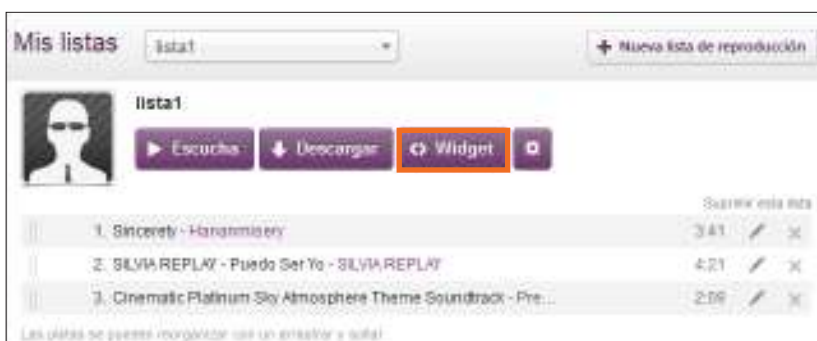 Mis listas lista1 Nueva lista de reproducción
lista1
Escucha Descargar Widget
Suprimir esta lista
1. Sincerety - Hananmisery 3:41
2. SILVIA REPLAY - Puedo Ser Yo - SILVIA REPLAY 4:21
3. Cinematic Platinum Sky Atmosphere Theme Soundtrack - Pre... 2:09
Las pistas se pueden reorganizar con un arrastrar y soltar